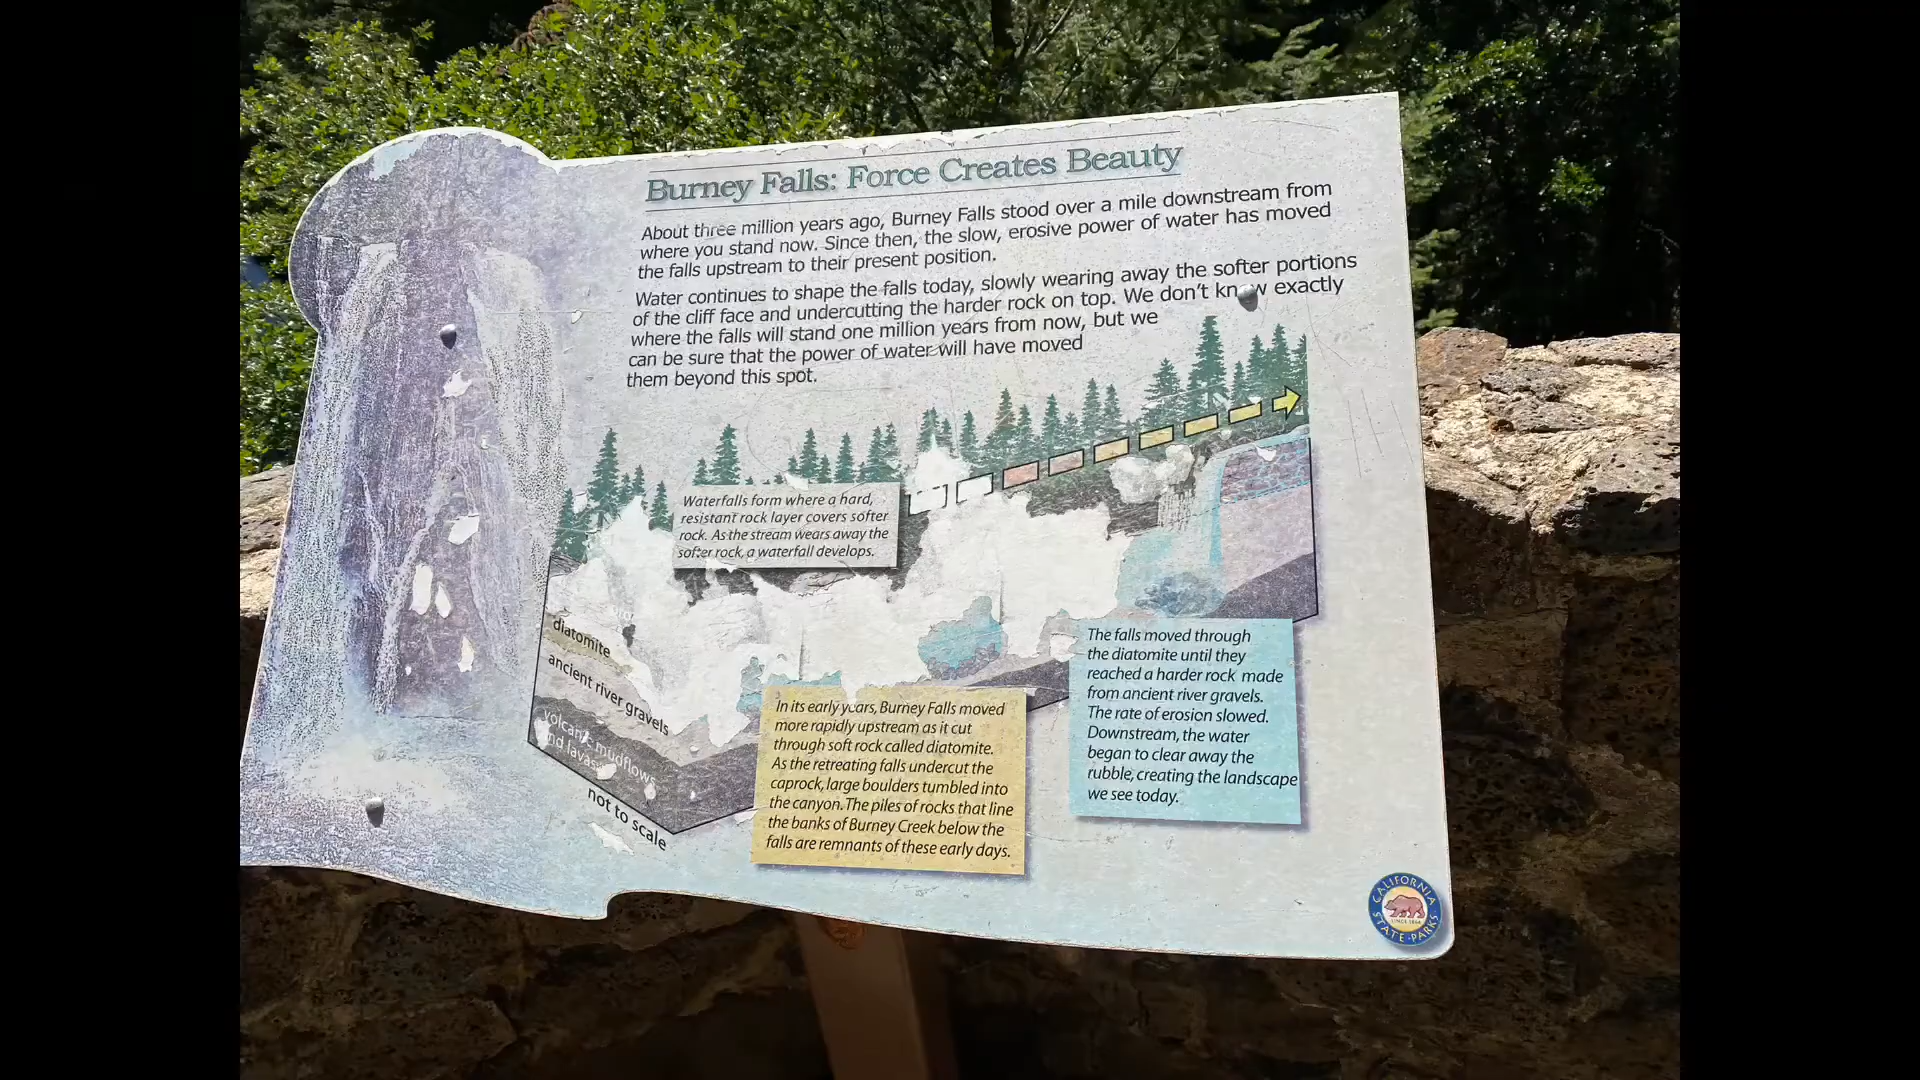 Burney Falls: Force Creates Beauty
About three million years ago, Burney Falls stood over a mile downstream from
where you stand now. Since then, the slow, erosive power of water has moved
the falls upstream to their present position.
Water continues to shape the falls today, slowly wearing away the softer portions
of the cliff face and undercutting the harder rock on top. We don't know exactly
where the falls will stand one million years from now, but we
can be sure that the power of water will have moved
them beyond this spot.
Waterfalls form where a hard,
resistant rock layer covers softer
rock. As the stream wears away the
softer rock, a waterfall develops.
diatomite
ancient river gravels
volcanic mudflows
and lavas
not to scale
In its early years, Burney Falls moved
more rapidly upstream as it cut
through soft rock called diatomite.
As the retreating falls undercut the
caprock, large boulders tumbled into
the canyon. The piles of rocks that line
the banks of Burney Creek below the
falls are remnants of these early days.
The falls moved through
the diatomite until they
reached a harder rock made
from ancient river gravels.
The rate of erosion slowed.
Downstream, the water
began to clear away the
rubble, creating the landscape
we see today.
CALIFORNIA
SINCE 1864
STATE PARKS